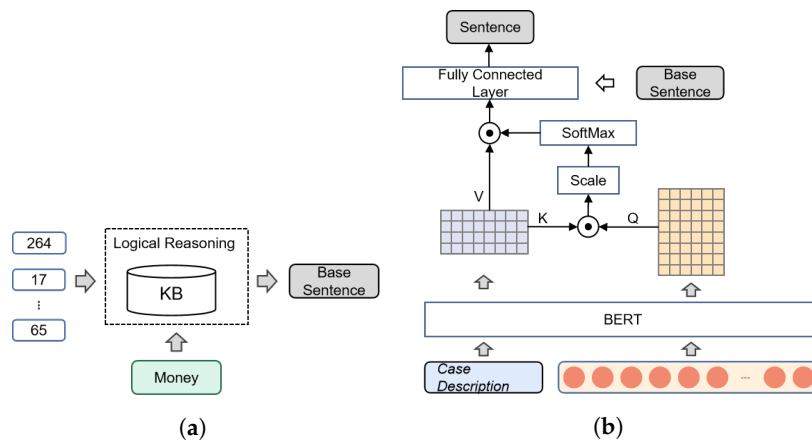 264
17
⋮
65
Logical Reasoning
KB
Money
Base
Sentence
(a)
Sentence
Fully Connected
Layer
Base
Sentence
SoftMax
Scale
V
K
Q
BERT
Case
Description
...
(b)